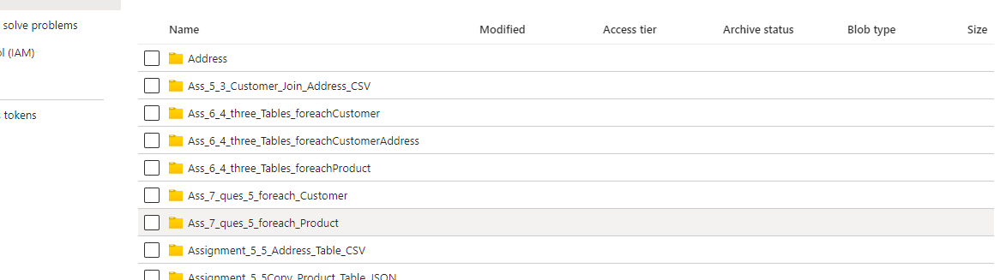 solve problems
(IAM)
tokens
Name Modified Access tier Archive status Blob type Size
Address
Ass_5_3_Customer_Join_Address_CSV
Ass_6_4_three_Tables_foreachCustomer
Ass_6_4_three_Tables_foreachCustomerAddress
Ass_6_4_three_Tables_foreachProduct
Ass_7_ques_5_foreach_Customer
Ass_7_ques_5_foreach_Product
Assignment_5_5_Address_Table_CSV
Assignment_5_5Copy_Product_Table_JSON